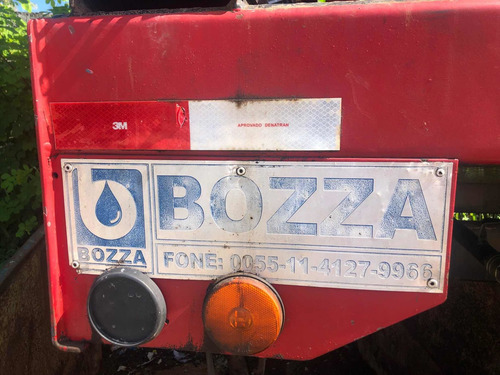 3M
APROVADO DENATRAN
BOZZA
BOZZA
FONE: 0055-11-4127-9966